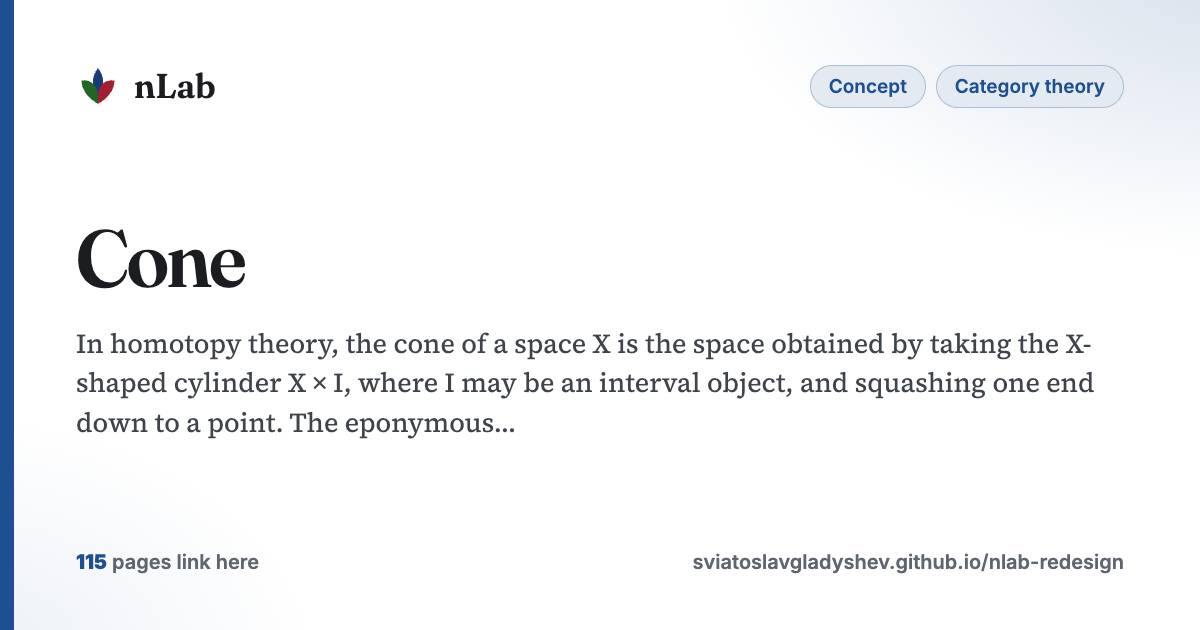 nLab
Concept
Category theory
Cone
In homotopy theory, the cone of a space X is the space obtained by taking the X-
shaped cylinder X × I, where I may be an interval object, and squashing one end
down to a point. The eponymous...
115 pages link here
sviatoslavgladyshev.github.io/nlab-redesign